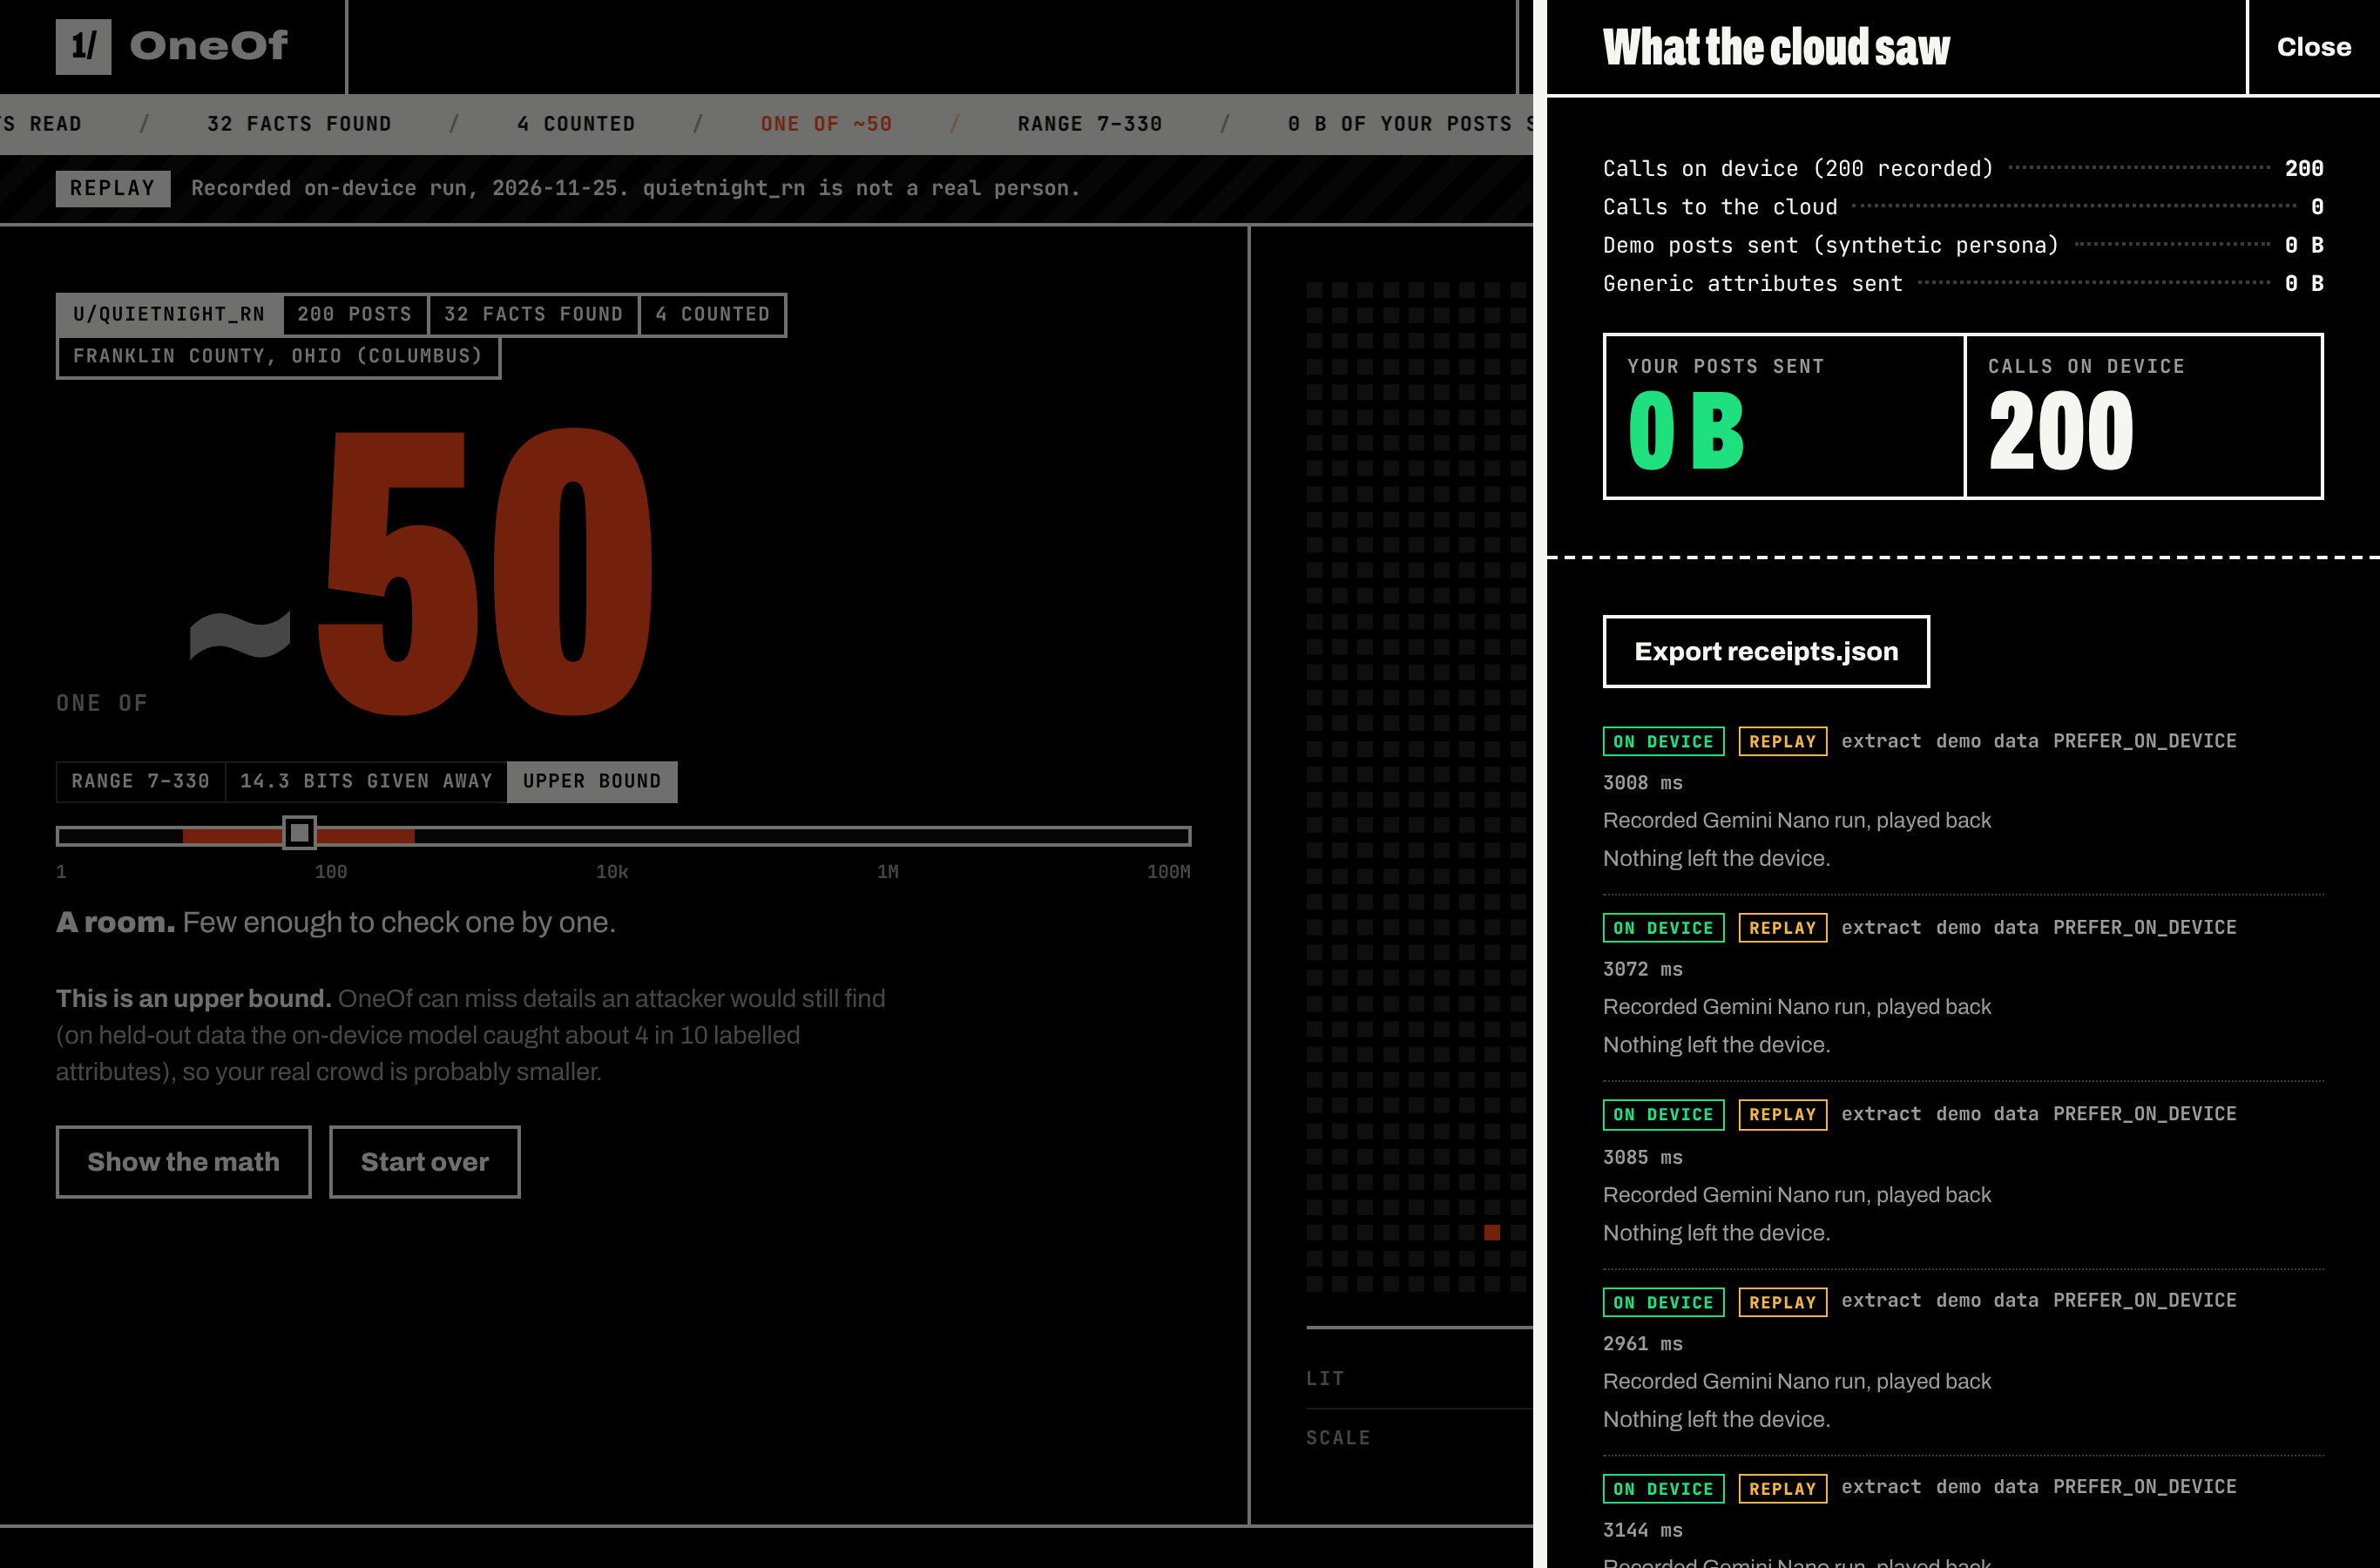 1/ OneOf
S READ / 32 FACTS FOUND / 4 COUNTED / ONE OF ~50 / RANGE 7–330 / 0 B OF YOUR POSTS S
REPLAY Recorded on-device run, 2026-11-25. quietnight_rn is not a real person.
U/QUIETNIGHT_RN 200 POSTS 32 FACTS FOUND 4 COUNTED
FRANKLIN COUNTY, OHIO (COLUMBUS)
ONE OF ~50
RANGE 7–330 14.3 BITS GIVEN AWAY UPPER BOUND
1 100 10k 1M 100M
A room. Few enough to check one by one.
This is an upper bound. OneOf can miss details an attacker would still find
(on held-out data the on-device model caught about 4 in 10 labelled
attributes), so your real crowd is probably smaller.
Show the math Start over
LIT
SCALE
What the cloud saw
Close
Calls on device (200 recorded) 200
Calls to the cloud 0
Demo posts sent (synthetic persona) 0 B
Generic attributes sent 0 B
YOUR POSTS SENT CALLS ON DEVICE
0 B 200
Export receipts.json
ON DEVICE REPLAY extract demo data PREFER_ON_DEVICE
3008 ms
Recorded Gemini Nano run, played back
Nothing left the device.
ON DEVICE REPLAY extract demo data PREFER_ON_DEVICE
3072 ms
Recorded Gemini Nano run, played back
Nothing left the device.
ON DEVICE REPLAY extract demo data PREFER_ON_DEVICE
3085 ms
Recorded Gemini Nano run, played back
Nothing left the device.
ON DEVICE REPLAY extract demo data PREFER_ON_DEVICE
2961 ms
Recorded Gemini Nano run, played back
Nothing left the device.
ON DEVICE REPLAY extract demo data PREFER_ON_DEVICE
3144 ms
Recorded Gemini Nano run, played back